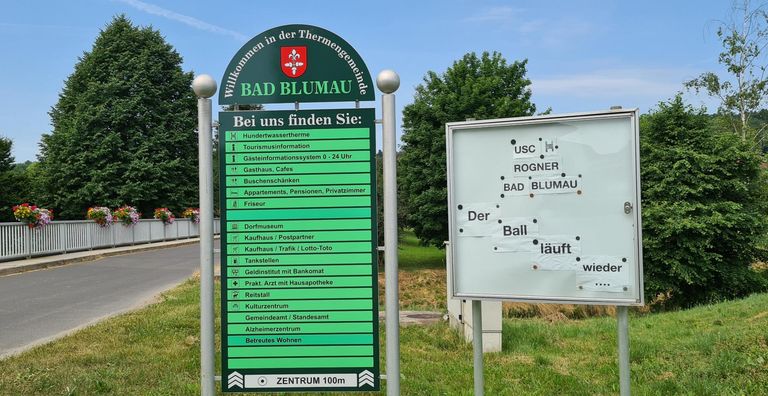 Willkommen in der Thermengemeinde
BAD BLUMAU
Bei uns finden Sie:
Hundertwassertherme
Tourismusinformation
Gästeinformationssystem 0 - 24 Uhr
Gasthaus, Cafes
Buschenschanken
Appartements, Pensionen, Privatzimmer
Friseur
Dorfmuseum
Kaufhaus / Postpartner
Kaufhaus / Trafik / Lotto-Toto
Tankstellen
Geldinstitut mit Bankomat
Prakt. Arzt mit Hausapotheke
Reitstall
Kulturzentrum
Gemeindeamt / Standesamt
Alzheimerzentrum
Betreutes Wohnen
ZENTRUM 100m
USC
ROGNER
BAD BLUMAU
Der
Ball
läuft
wieder
....